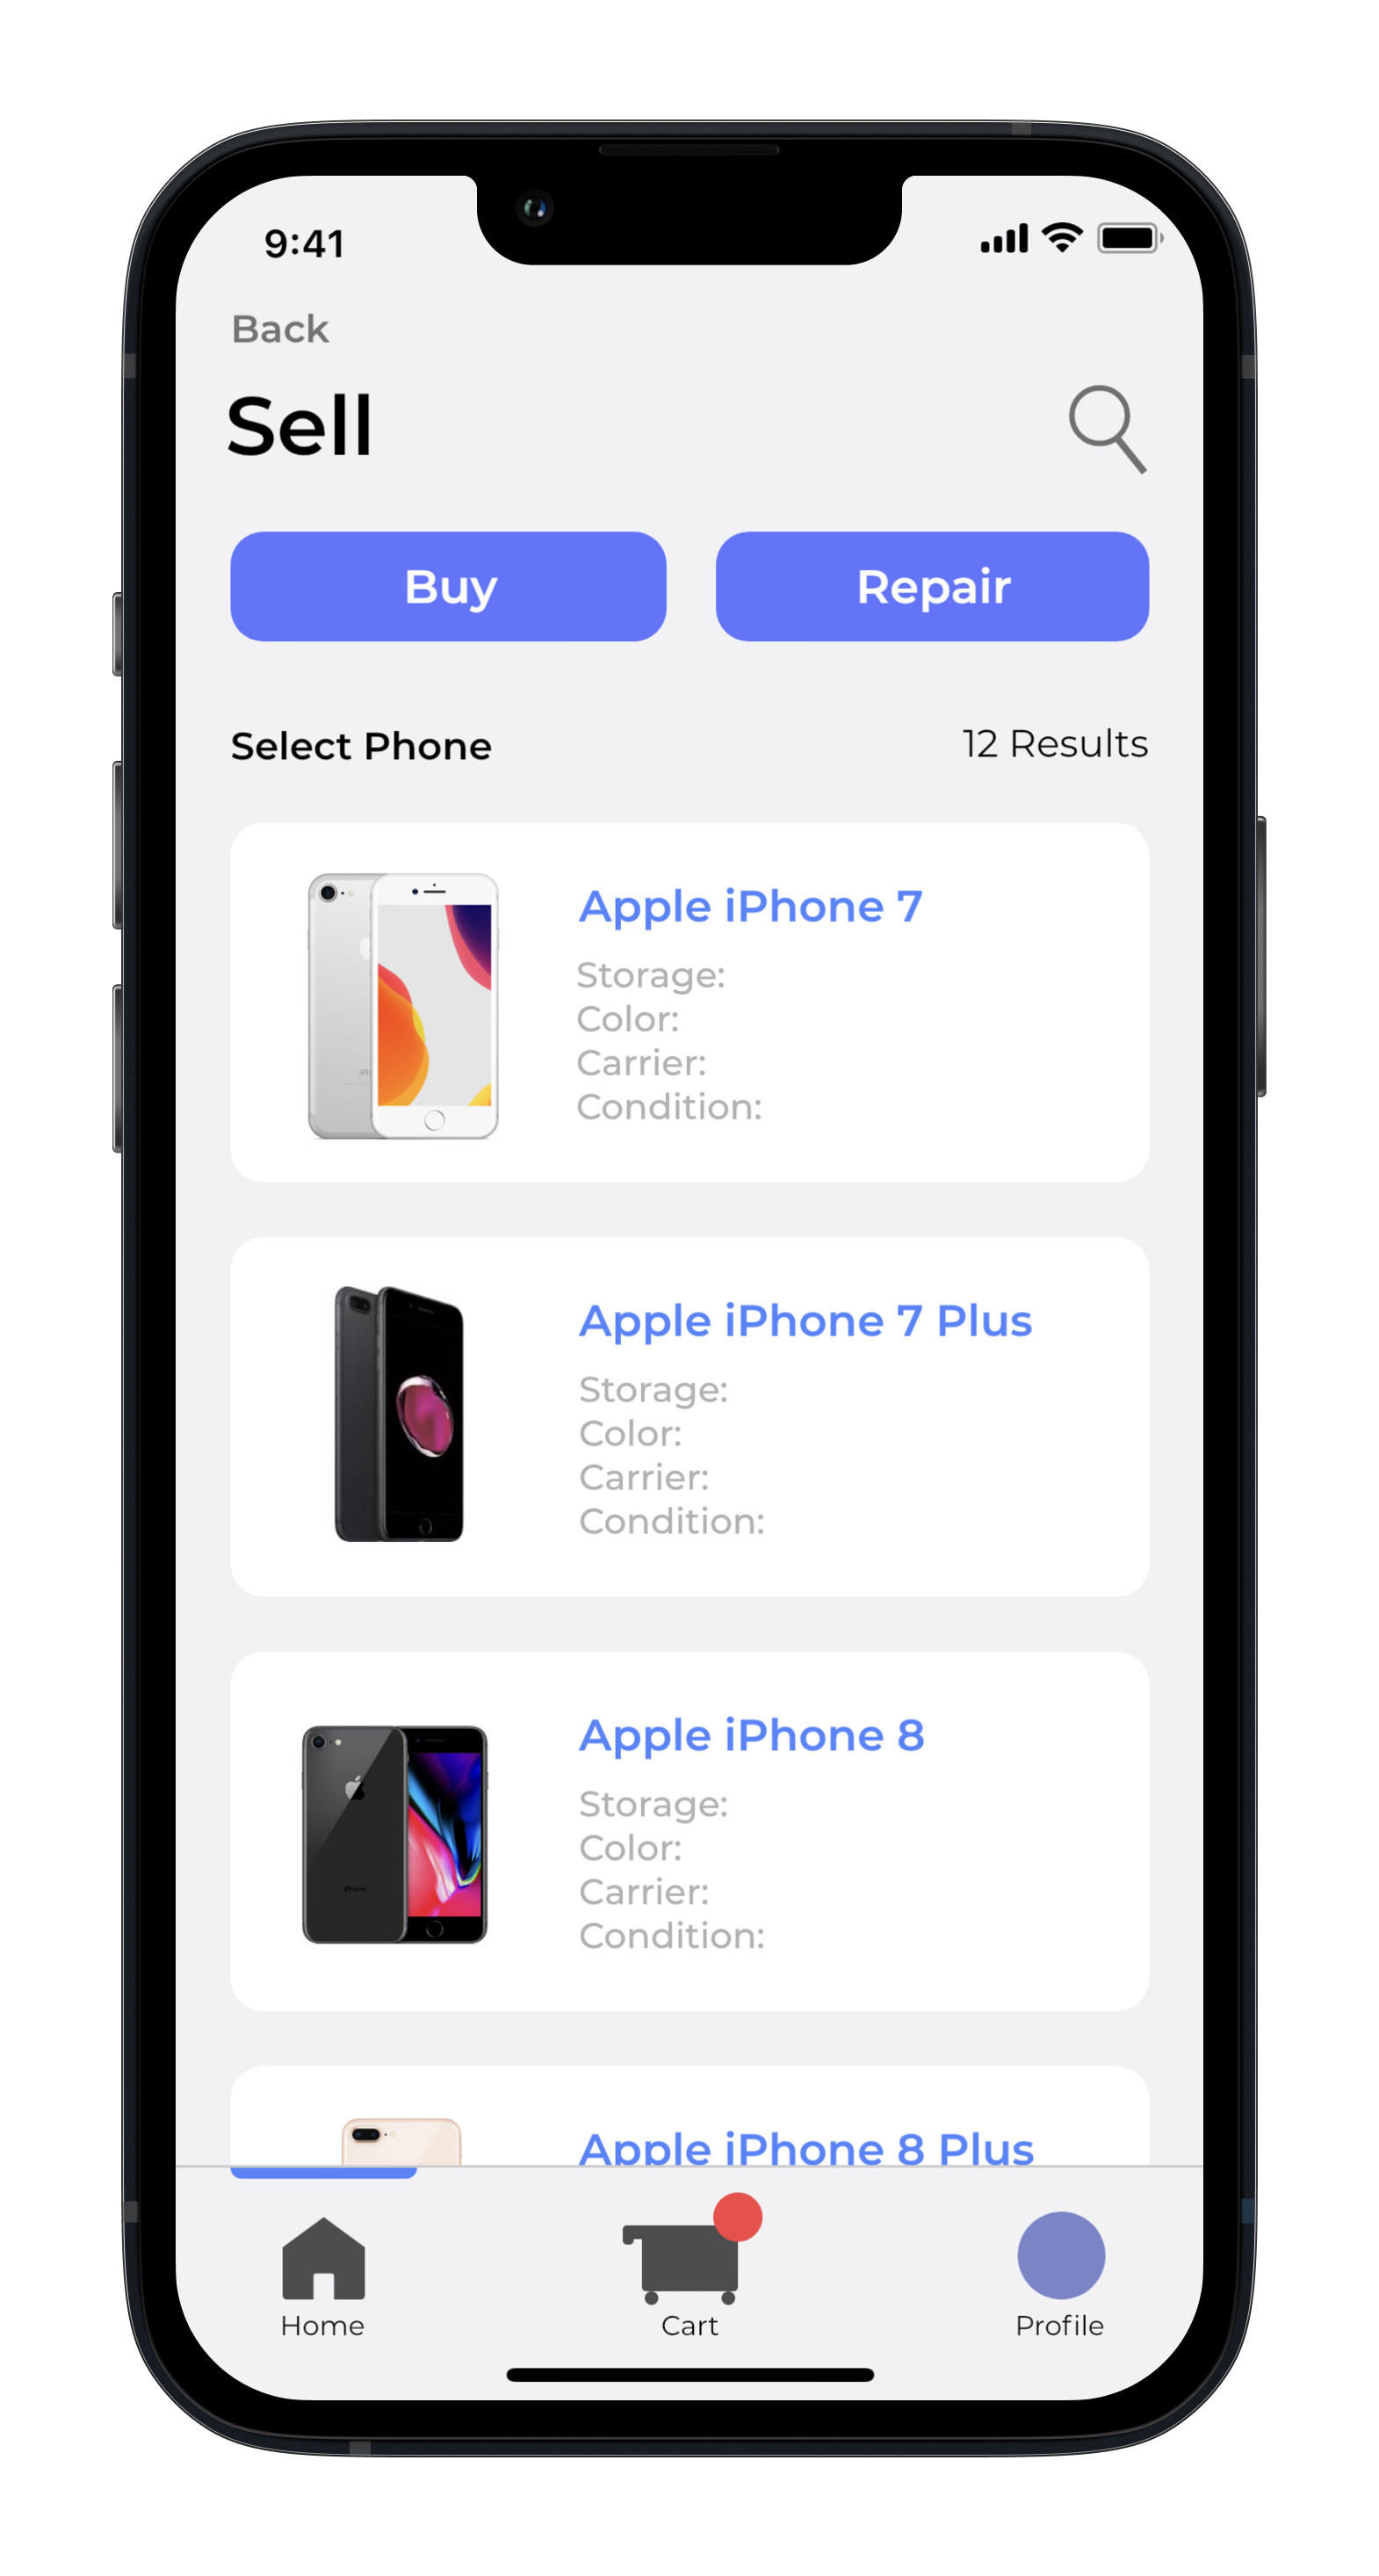 9:41
Back
Sell
Buy
Repair
Select Phone
12 Results
Apple iPhone 7
Storage:
Color:
Carrier:
Condition:
Apple iPhone 7 Plus
Storage:
Color:
Carrier:
Condition:
iPhone
Apple iPhone 8
Storage:
Color:
Carrier:
Condition:
Apple iPhone 8 Plus
Home
Cart
Profile